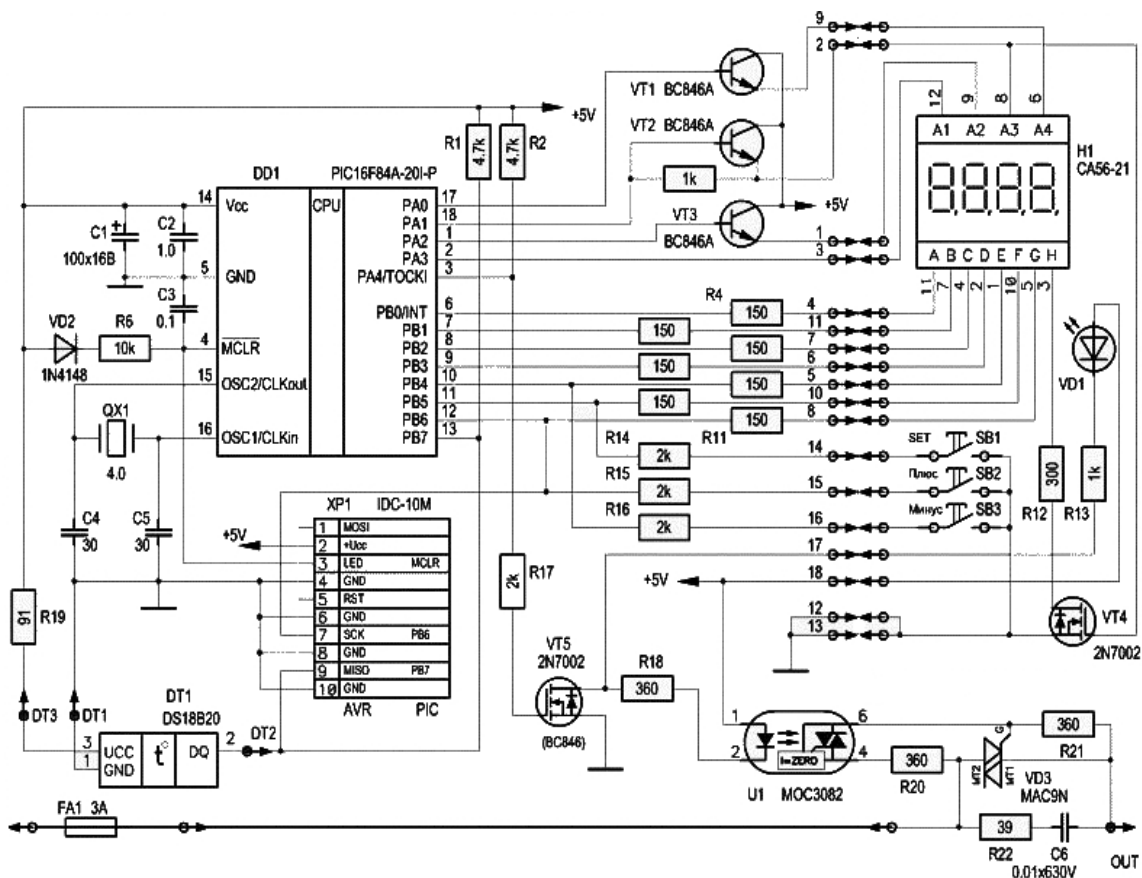 9
2
VT1 BC846A
12 9 8 6
+5V
R1 R2
4.7k 4.7k
VT2 BC846A
A1 A2 A3 A4
H1
CA56-21
DD1 PIC16F84A-20I-P
1k
+5V
14 Vcc CPU PA0 17
PA1 18
PA2 1
PA3 2
PA4/TOCKI 3
VT3
BC846A
1
3
C1 + C2
100x16B 1.0
5 GND
A B C D E F G H
11 7 4 2 1 10 5 3
C3
0.1
PB0/INT 6
R4
150 4
VD2 R6
1N4148 10k
4 MCLR
PB1 7 150 11
PB2 8 150 7
PB3 9 150 6
VD1
15 OSC2/CLKout
PB4 10 150 5
PB5 11 150 10
QX1
4.0
16 OSC1/CLKin
PB6 12 150 8
PB7 13
R14 R11
2k 14 SET SB1
R15
2k 15 Плюс SB2
R16
2k 16 Минус SB3
300 1k
R12 R13
XP1 IDC-10M
C4 C5
30 30
+5V
1 MOSI
2 +Ucc
3 LED MCLR
4 GND
5 RST
6 GND
7 SCK PB6
8 GND
9 MISO PB7
10 GND
AVR PIC
17
+5V 18
12
13
2k R17
91 R19
VT4
2N7002
VT5
2N7002
(BC846)
R18
360
DT3 DT1 DT2
DT1
DS18B20
3 UCC t° DQ 2
1 GND
1 6
2 4
I=ZERO
U1 MOC3082
360
R20
G
MT2 MT1
360
R21
VD3
MAC9N
FA1 3A
39
R22
C6
0.01x630V
OUT